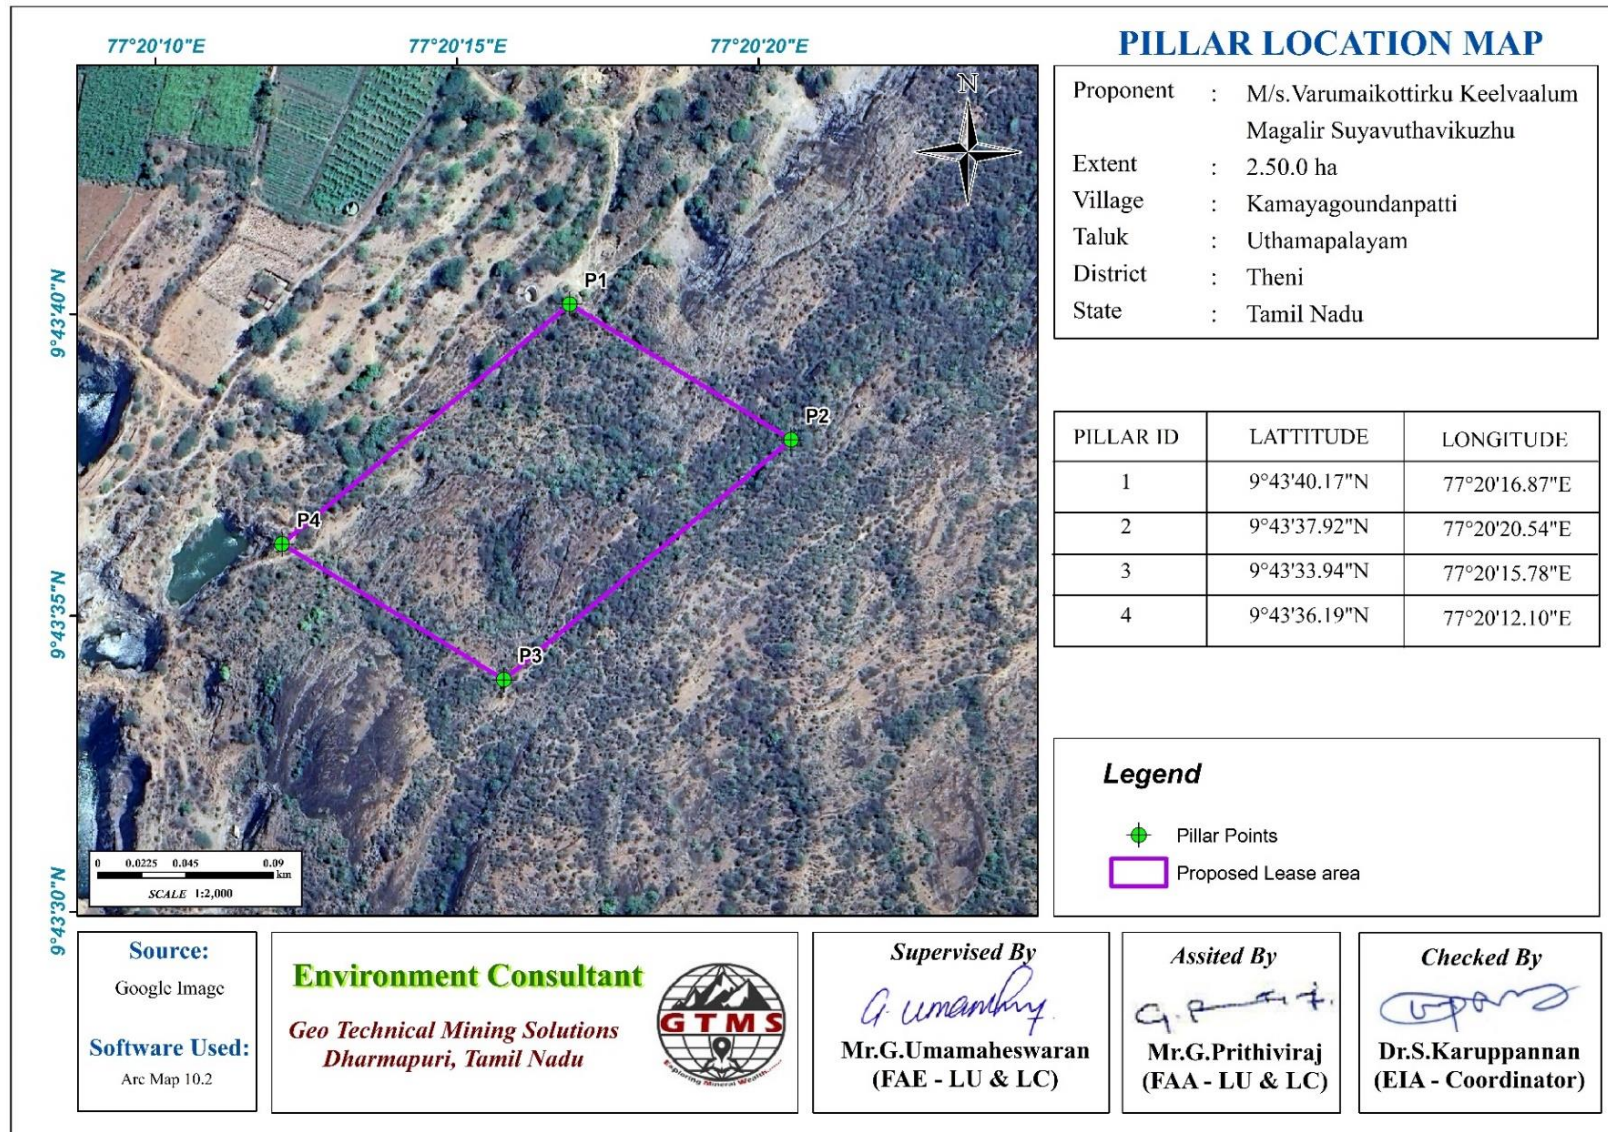 77°20'10"E 77°20'15"E 77°20'20"E
9°43'40"N
9°43'35"N
9°43'30"N
N
P1
P2
P4
P3
0 0.0225 0.045 0.09
km
SCALE 1:2,000
PILLAR LOCATION MAP
Proponent : M/s.Varumaikottirku Keelvaalum
Magalir Suyavuthavikuzhu
Extent : 2.50.0 ha
Village : Kamayagoundanpatti
Taluk : Uthamapalayam
District : Theni
State : Tamil Nadu
PILLAR ID LATTITUDE LONGITUDE
1 9°43'40.17"N 77°20'16.87"E
2 9°43'37.92"N 77°20'20.54"E
3 9°43'33.94"N 77°20'15.78"E
4 9°43'36.19"N 77°20'12.10"E
Legend
Pillar Points
Proposed Lease area
Source:
Google Image
Software Used:
Arc Map 10.2
Environment Consultant
Geo Technical Mining Solutions
Dharmapuri, Tamil Nadu
GTMS
Exploring Mineral Wealth......
Supervised By
Mr.G.Umamaheswaran
(FAE - LU & LC)
Assited By
Mr.G.Prithiviraj
(FAA - LU & LC)
Checked By
Dr.S.Karuppannan
(EIA - Coordinator)